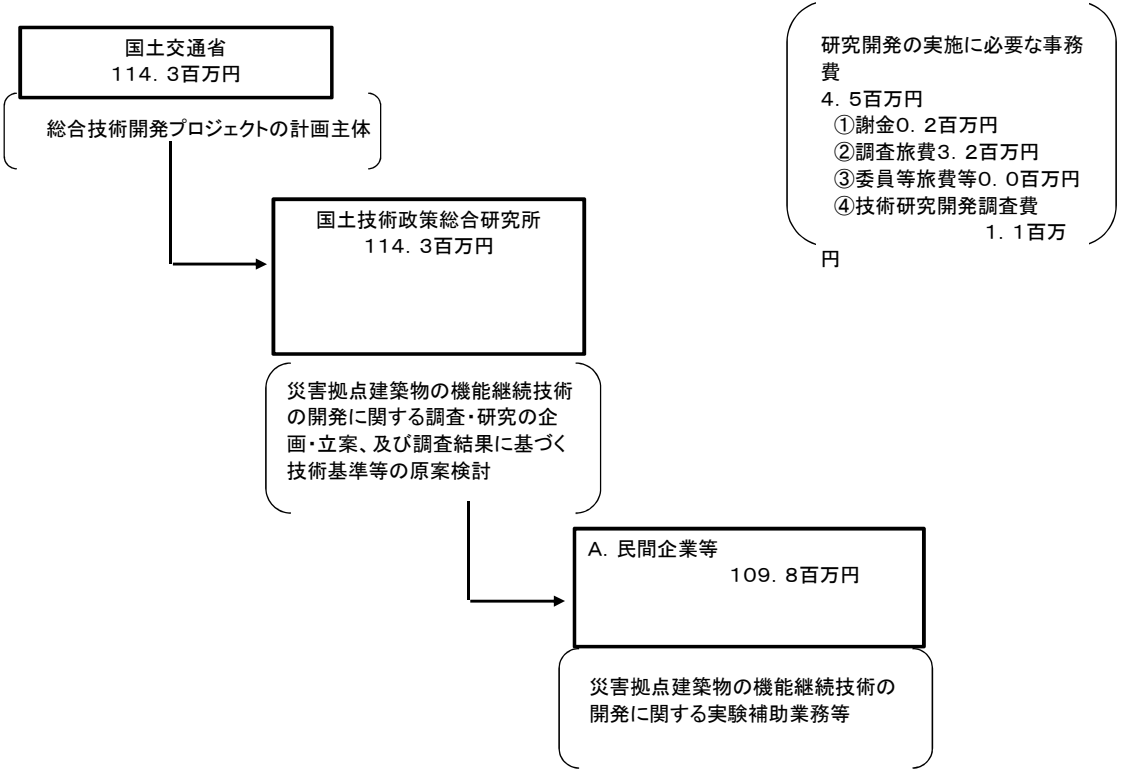 国土交通省
114．3百万円
総合技術開発プロジェクトの計画主体
研究開発の実施に必要な事務
費
4．5百万円
①謝金0．2百万円
②調査旅費3．2百万円
③委員等旅費等0．0百万円
④技術研究開発調査費
1．1百万
円
国土技術政策総合研究所
114．3百万円
災害拠点建築物の機能継続技術
の開発に関する調査・研究の企
画・立案、及び調査結果に基づく
技術基準等の原案検討
A．民間企業等
109．8百万円
災害拠点建築物の機能継続技術の
開発に関する実験補助業務等